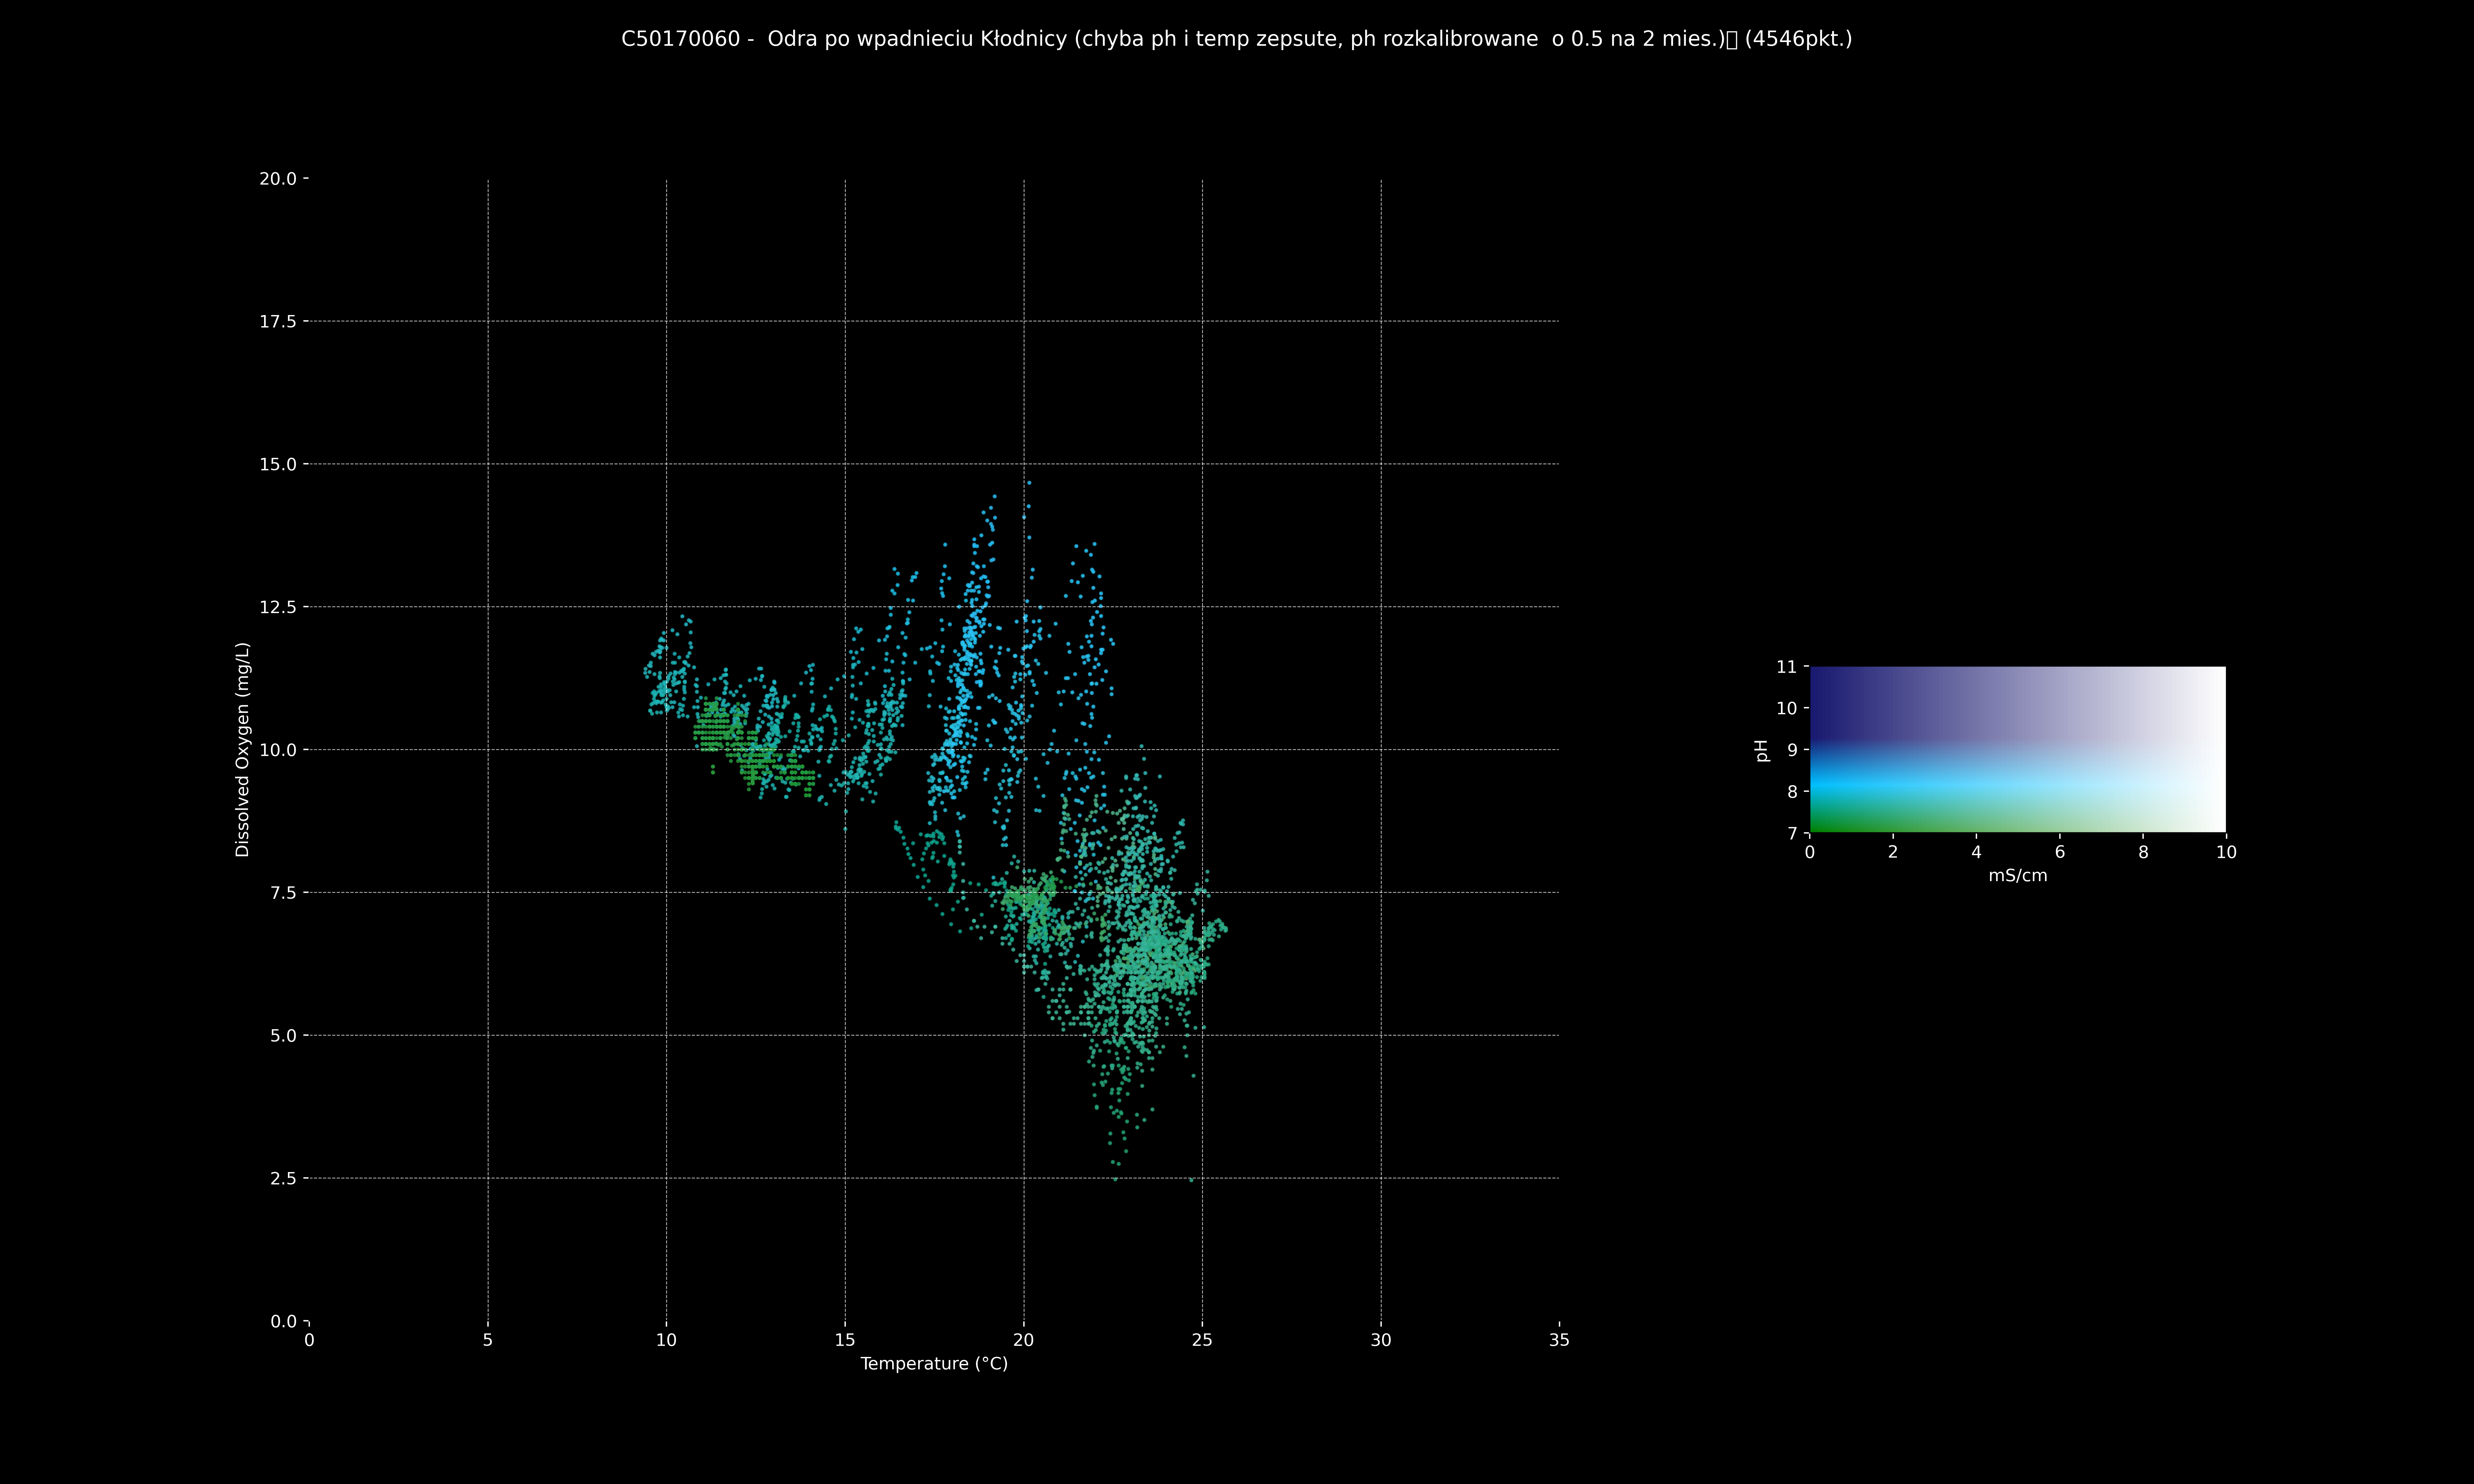 C50170060 -  Odra po wpadnieciu Kłodnicy (chyba ph i temp zepsute, ph rozkalibrowane  o 0.5 na 2 mies.)▯ (4546pkt.)
20.0
17.5
15.0
12.5
10.0
7.5
5.0
2.5
0.0
Dissolved Oxygen (mg/L)
0 5 10 15 20 25 30 35
Temperature (°C)
11
10
9
8
7
pH
0 2 4 6 8 10
mS/cm